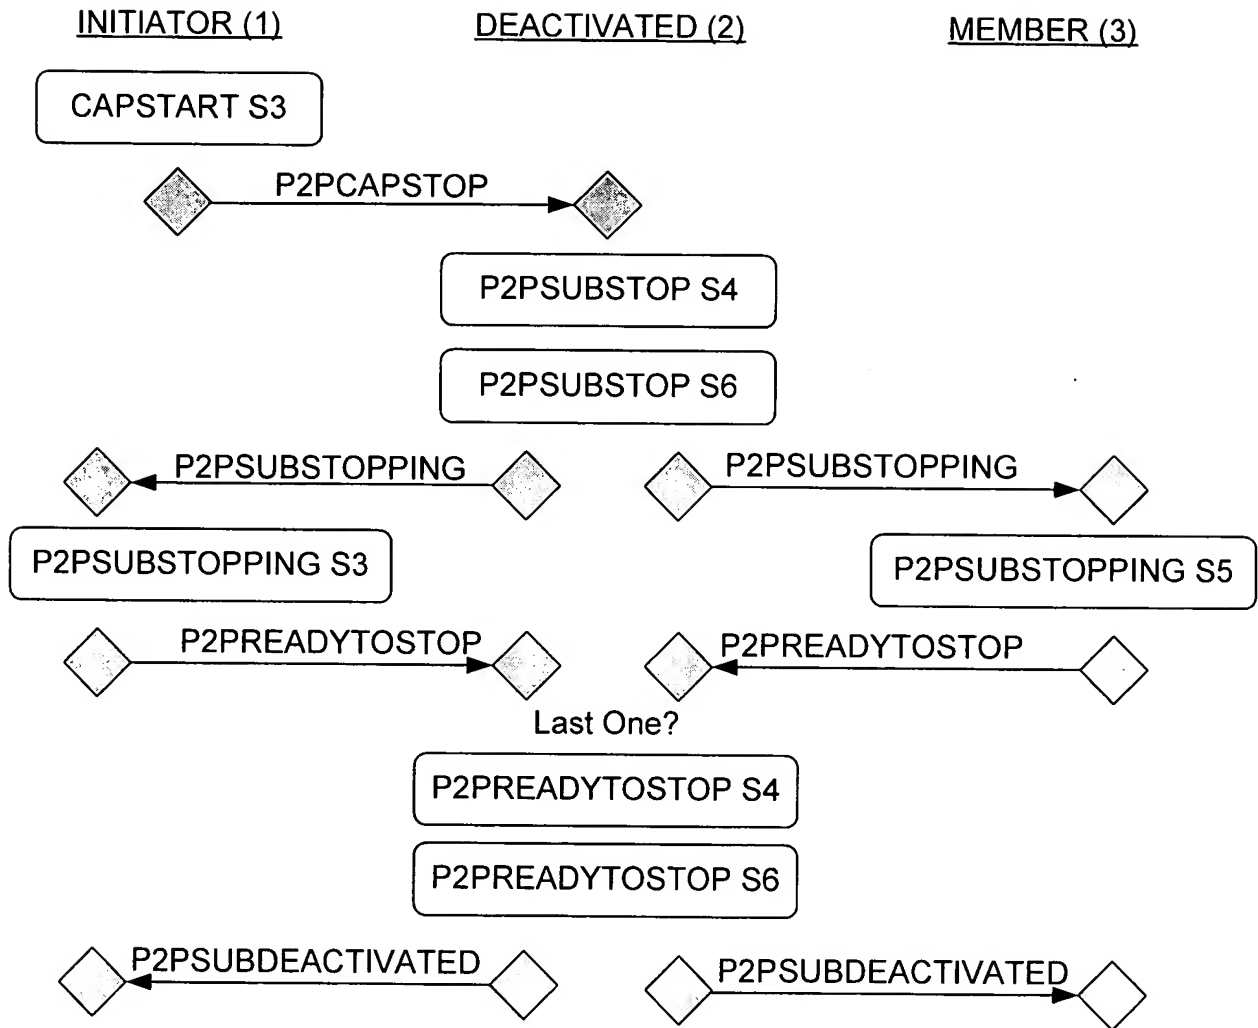 INITIATOR (1)
DEACTIVATED (2)
MEMBER (3)
CAPSTART S3
P2PCAPSTOP
P2PSUBSTOP S4
P2PSUBSTOP S6
P2PSUBSTOPPING
P2PSUBSTOPPING
P2PSUBSTOPPING S3
P2PSUBSTOPPING S5
P2PREADYTOSTOP
P2PREADYTOSTOP
Last One?
P2PREADYTOSTOP S4
P2PREADYTOSTOP S6
P2PSUBDEACTIVATED
P2PSUBDEACTIVATED